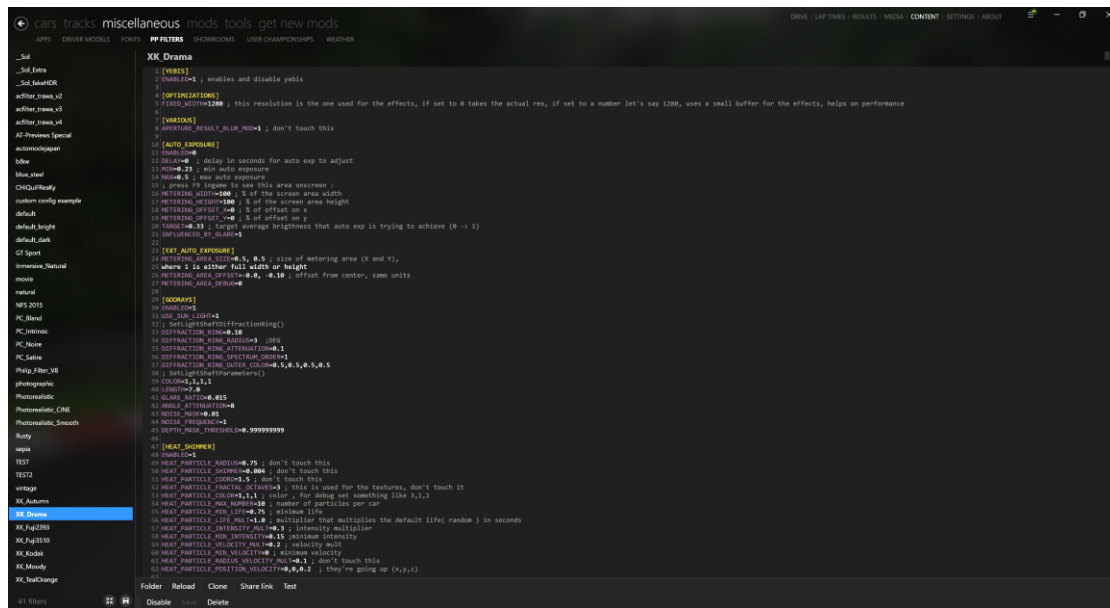 cars tracks miscellaneous mods tools get new mods
DRIVE | LAP TIMES | RESULTS | MEDIA | CONTENT | SETTINGS | ABOUT
APPS DRIVER MODELS FONTS PP FILTERS SHOWROOMS USER CHAMPIONSHIPS WEATHER
__Sol
__Sol_Extra
__Sol_fakeHDR
acfilter_trawa_v2
acfilter_trawa_v3
acfilter_trawa_v4
AT-Previews Special
automodejapan
b&w
blue_steel
CHiQuiFReaKy
custom config example
default
default_bright
default_dark
GT Sport
Inmersive_Natural
movie
natural
NFS 2015
PC_Bland
PC_Intrinsic
PC_Noire
PC_Satire
Philip_Filter_VB
photographic
Photorealistic
Photorealistic_CINE
Photorealistic_Smooth
Rusty
sepia
TEST
TEST2
vintage
XK_Autumn
XK_Drama
XK_Fuji2393
XK_Fuji3510
XK_Kodak
XK_Moody
XK_TealOrange
41 filters
XK_Drama
1 [YEBIS]
2 ENABLED=1 ; enables and disable yebis
3
4 [OPTIMIZATIONS]
5 FIXED_WIDTH=1280 ; this resolution is the one used for the effects, if set to 0 takes the actual res, if set to a number let's say 1280, uses a small buffer for the effects, helps on performance
6
7 [VARIOUS]
8 APERTURE_RESULT_BLUR_MOD=1 ; don't touch this
9
10 [AUTO_EXPOSURE]
11 ENABLED=0
12 DELAY=0 ; delay in seconds for auto exp to adjust
13 MIN=0.23 ; min auto exposure
14 MAX=0.5 ; max auto exposure
15 ; press F9 ingame to see this area onscreen :
16 METERING_WIDTH=100 ; % of the screen area width
17 METERING_HEIGHT=100 ; % of the screen area height
18 METERING_OFFSET_X=0 ; % of offset on x
19 METERING_OFFSET_Y=0 ; % of offset on y
20 TARGET=0.33 ; target average brigthness that auto exp is trying to achieve (0 -> 1)
21 INFLUENCED_BY_GLARE=1
22
23 [EXT_AUTO_EXPOSURE]
24 METERING_AREA_SIZE=0.5, 0.5 ; size of metering area (X and Y),
25 where 1 is either full width or height
26 METERING_AREA_OFFSET=-0.0, -0.10 ; offset from center, same units
27 METERING_AREA_DEBUG=0
28
29 [GODRAYS]
30 ENABLED=1
31 USE_SUN_LIGHT=1
32 ; SetLightShaftDiffractionRing()
33 DIFFRACTION_RING=0.10
34 DIFFRACTION_RING_RADIUS=3 ;DEG
35 DIFFRACTION_RING_ATTENUATION=0.1
36 DIFFRACTION_RING_SPECTRUM_ORDER=1
37 DIFFRACTION_RING_OUTER_COLOR=0.5,0.5,0.5,0.5
38 ; SetLightShaftParameters()
39 COLOR=1,1,1,1
40 LENGTH=7.0
41 GLARE_RATIO=0.015
42 ANGLE_ATTENUATION=8
43 NOISE_MASK=0.01
44 NOISE_FREQUENCY=1
45 DEPTH_MASK_THRESHOLD=0.999999999
46
47 [HEAT_SHIMMER]
48 ENABLED=1
49 HEAT_PARTICLE_RADIUS=0.75 ; don't touch this
50 HEAT_PARTICLE_SHIMMER=0.004 ; don't touch this
51 HEAT_PARTICLE_COORD=1.5 ; don't touch this
52 HEAT_PARTICLE_FRACTAL_OCTAVES=3 ; this is used for the textures, don't touch it
53 HEAT_PARTICLE_COLOR=1,1,1 ; color , for debug set something like 3,1,1
54 HEAT_PARTICLE_MAX_NUMBER=10 ; number of particles per car
55 HEAT_PARTICLE_MIN_LIFE=0.75 ; minimum life
56 HEAT_PARTICLE_LIFE_MULT=1.0 ; multiplier that multiplies the default life( random ) in seconds
57 HEAT_PARTICLE_INTENSITY_MULT=0.3 ; intensity multiplier
58 HEAT_PARTICLE_MIN_INTENSITY=0.15 ;minimum intensity
59 HEAT_PARTICLE_VELOCITY_MULT=0.2 ; velocity mult
60 HEAT_PARTICLE_MIN_VELOCITY=0 ; minimum velocity
61 HEAT_PARTICLE_RADIUS_VELOCITY_MULT=0.1 ; don't touch this
62 HEAT_PARTICLE_POSITION_VELOCITY=0,0,0.2 ; they're going up (x,y,z)
Folder Reload Clone Share link Test
Disable Save Delete